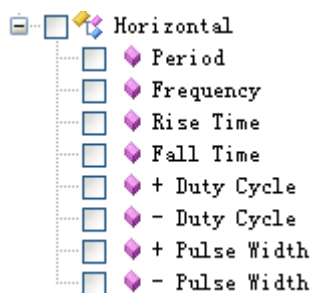 Horizontal
Period
Frequency
Rise Time
Fall Time
+ Duty Cycle
- Duty Cycle
+ Pulse Width
- Pulse Width